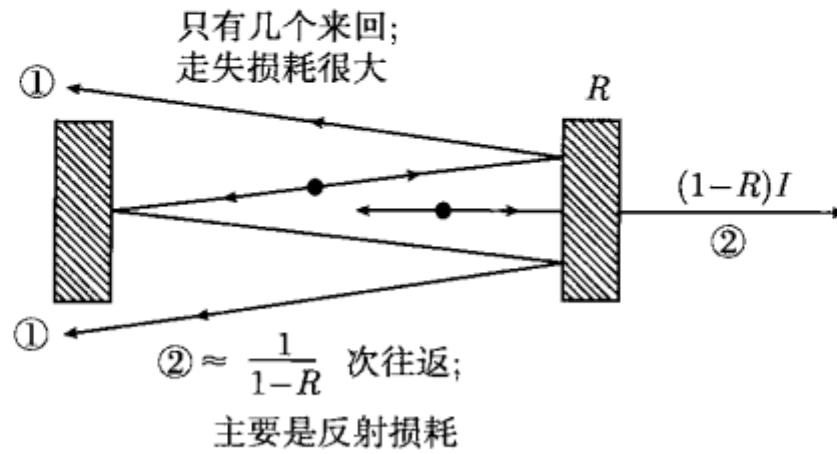 只有几个来回;
走失损耗很大
①
R
(1−R)I
②
①
②≈ 1/(1−R) 次往返;
主要是反射损耗